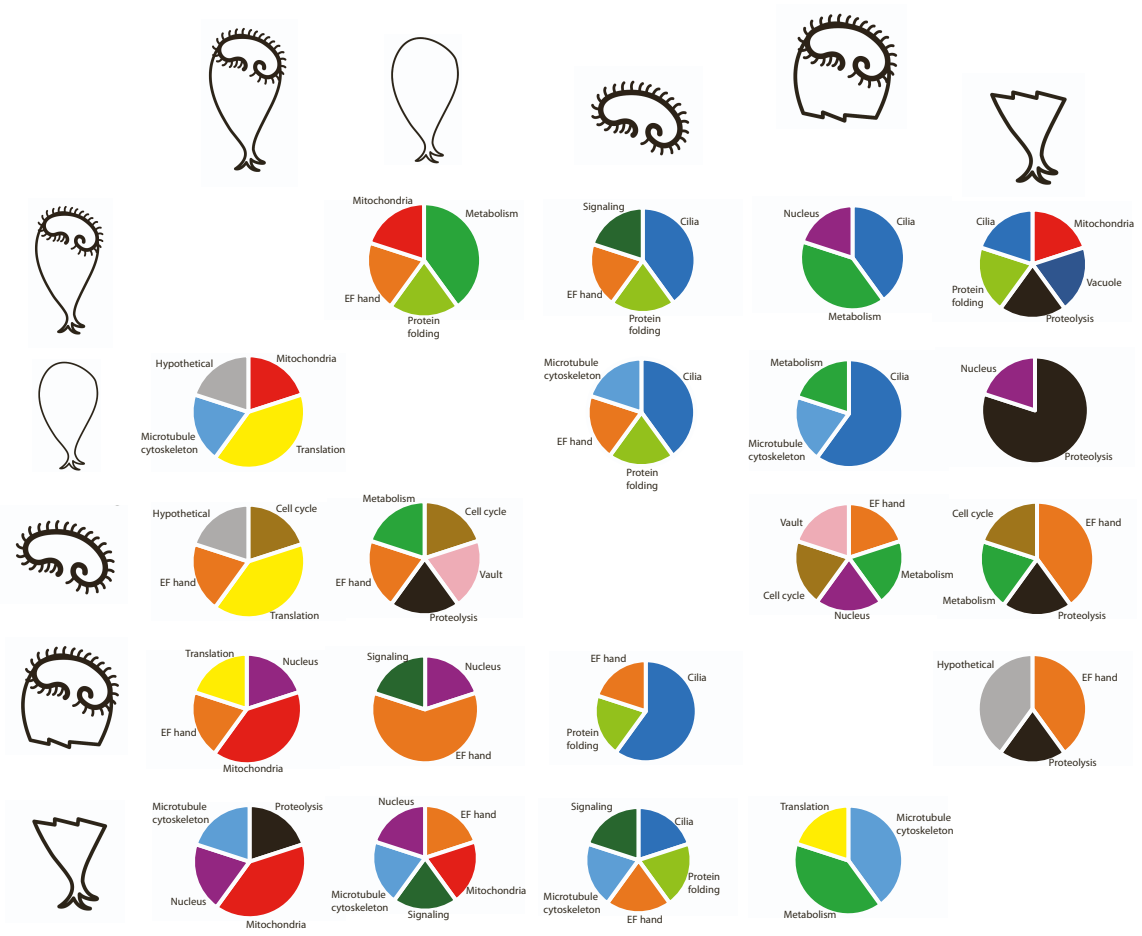 Mitochondria
Metabolism
EF hand
Protein
folding
Signaling
Cilia
EF hand
Protein
folding
Nucleus
Cilia
Metabolism
Cilia
Mitochondria
Protein
folding
Vacuole
Proteolysis
Hypothetical
Mitochondria
Microtubule
cytoskeleton
Translation
Microtubule
cytoskeleton
Cilia
EF hand
Protein
folding
Metabolism
Cilia
Microtubule
cytoskeleton
Nucleus
Proteolysis
Hypothetical
Cell cycle
EF hand
Translation
Metabolism
Cell cycle
EF hand
Vault
Proteolysis
Vault
EF hand
Metabolism
Cell cycle
Nucleus
Cell cycle
EF hand
Metabolism
Proteolysis
Translation
Nucleus
EF hand
Mitochondria
Signaling
Nucleus
EF hand
EF hand
Cilia
Protein
folding
Hypothetical
EF hand
Proteolysis
Microtubule
cytoskeleton
Proteolysis
Nucleus
Mitochondria
Nucleus
EF hand
Microtubule
cytoskeleton
Mitochondria
Signaling
Signaling
Cilia
Protein
folding
Microtubule
cytoskeleton
EF hand
Translation
Microtubule
cytoskeleton
Metabolism